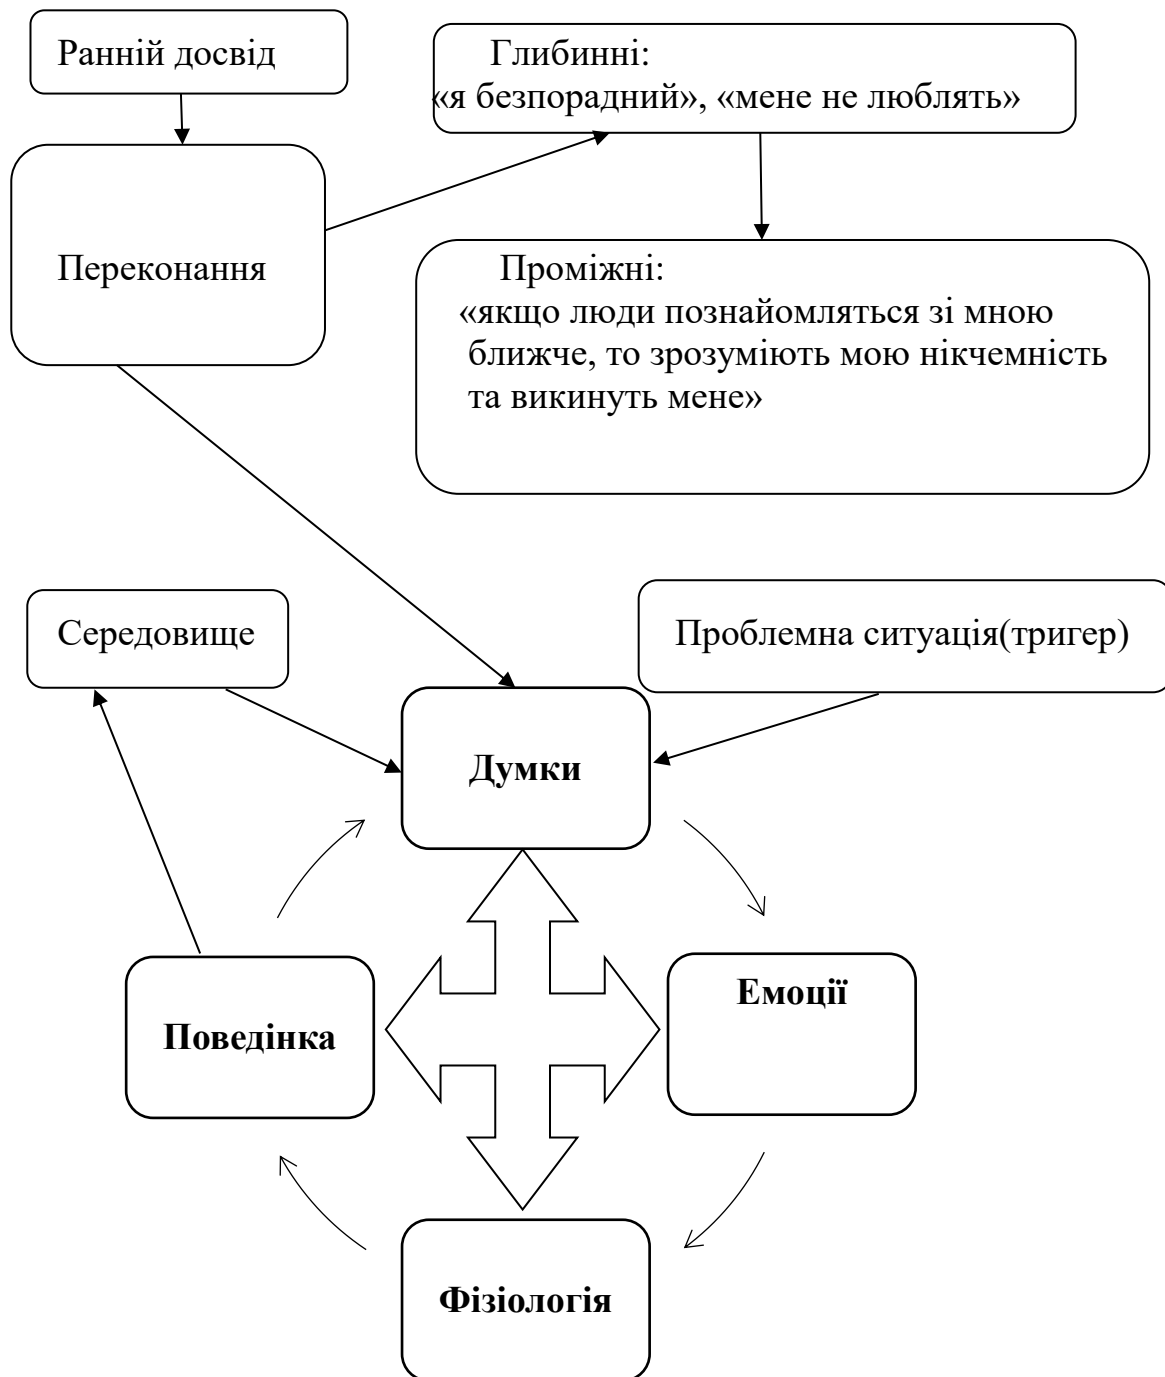 Ранній досвід
Глибинні:
«я безпорадний», «мене не люблять»
Переконання
Проміжні:
«якщо люди познайомляться зі мною
ближче, то зрозуміють мою нікчемність
та викинуть мене»
Середовище
Проблемна ситуація(тригер)
Думки
Поведінка
Емоції
Фізіологія